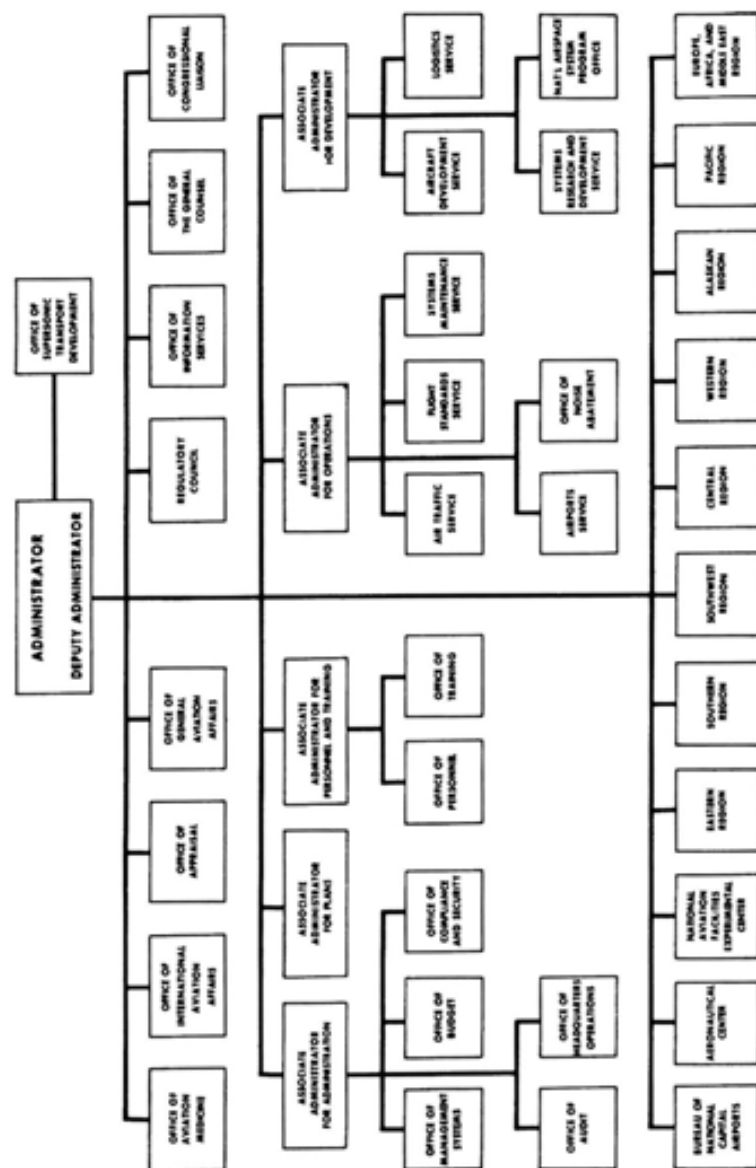 ADMINISTRATOR
DEPUTY ADMINISTRATOR
OFFICE OF
SUPERSONIC
TRANSPORT
DEVELOPMENT
OFFICE OF
AVIATION
MEDICINE
OFFICE OF
INTERNATIONAL
AVIATION
AFFAIRS
OFFICE OF
APPRAISAL
OFFICE OF
GENERAL
AVIATION
AFFAIRS
REGULATORY
COUNCIL
OFFICE OF
INFORMATION
SERVICES
OFFICE OF
THE GENERAL
COUNSEL
OFFICE OF
CONGRESSIONAL
LIAISON
ASSOCIATE
ADMINISTRATOR
FOR ADMINISTRATION
ASSOCIATE
ADMINISTRATOR
FOR PLANS
ASSOCIATE
ADMINISTRATOR FOR
PERSONNEL AND TRAINING
ASSOCIATE
ADMINISTRATOR
FOR OPERATIONS
ASSOCIATE
ADMINISTRATOR
FOR DEVELOPMENT
OFFICE OF
MANAGEMENT
SYSTEMS
OFFICE OF
BUDGET
OFFICE OF
COMPLIANCE
AND SECURITY
OFFICE OF
PERSONNEL
OFFICE OF
TRAINING
AIR TRAFFIC
SERVICE
FLIGHT
STANDARDS
SERVICE
SYSTEMS
MAINTENANCE
SERVICE
AIRCRAFT
DEVELOPMENT
SERVICE
LOGISTICS
SERVICE
OFFICE OF
AUDIT
OFFICE OF
HEADQUARTERS
OPERATIONS
AIRPORTS
SERVICE
OFFICE OF
NOISE
ABATEMENT
SYSTEMS
RESEARCH AND
DEVELOPMENT
SERVICE
NAT'L AIRSPACE
SYSTEM
PROGRAM
OFFICE
BUREAU OF
NATIONAL
CAPITAL
AIRPORTS
AERONAUTICAL
CENTER
NATIONAL
AVIATION
FACILITIES
EXPERIMENTAL
CENTER
EASTERN
REGION
SOUTHERN
REGION
SOUTHWEST
REGION
CENTRAL
REGION
WESTERN
REGION
ALASKAN
REGION
PACIFIC
REGION
EUROPE,
AFRICA, AND
MIDDLE EAST
REGION